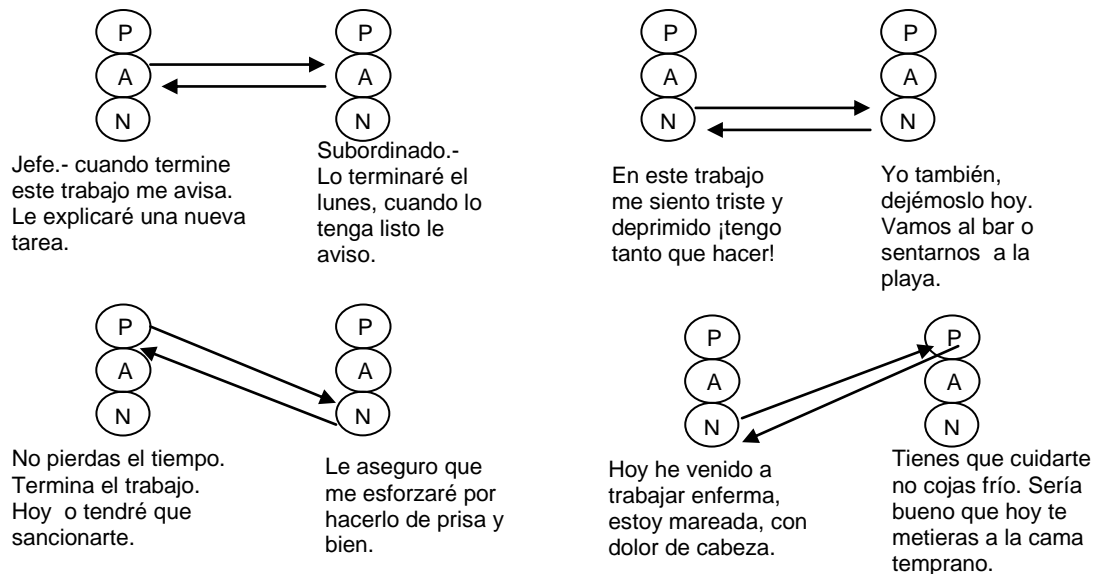 P
A
N
P
A
N
Jefe.- cuando termine
este trabajo me avisa.
Le explicaré una nueva
tarea.
Subordinado.-
Lo terminaré el
lunes, cuando lo
tenga listo le
aviso.
P
A
N
P
A
N
En este trabajo
me siento triste y
deprimido ¡tengo
tanto que hacer!
Yo también,
dejémoslo hoy.
Vamos al bar o
sentarnos a la
playa.
P
A
N
P
A
N
No pierdas el tiempo.
Termina el trabajo.
Hoy o tendré que
sancionarte.
Le aseguro que
me esforzaré por
hacerlo de prisa y
bien.
P
A
N
P
A
N
Hoy he venido a
trabajar enferma,
estoy mareada, con
dolor de cabeza.
Tienes que cuidarte
no cojas frío. Sería
bueno que hoy te
metieras a la cama
temprano.